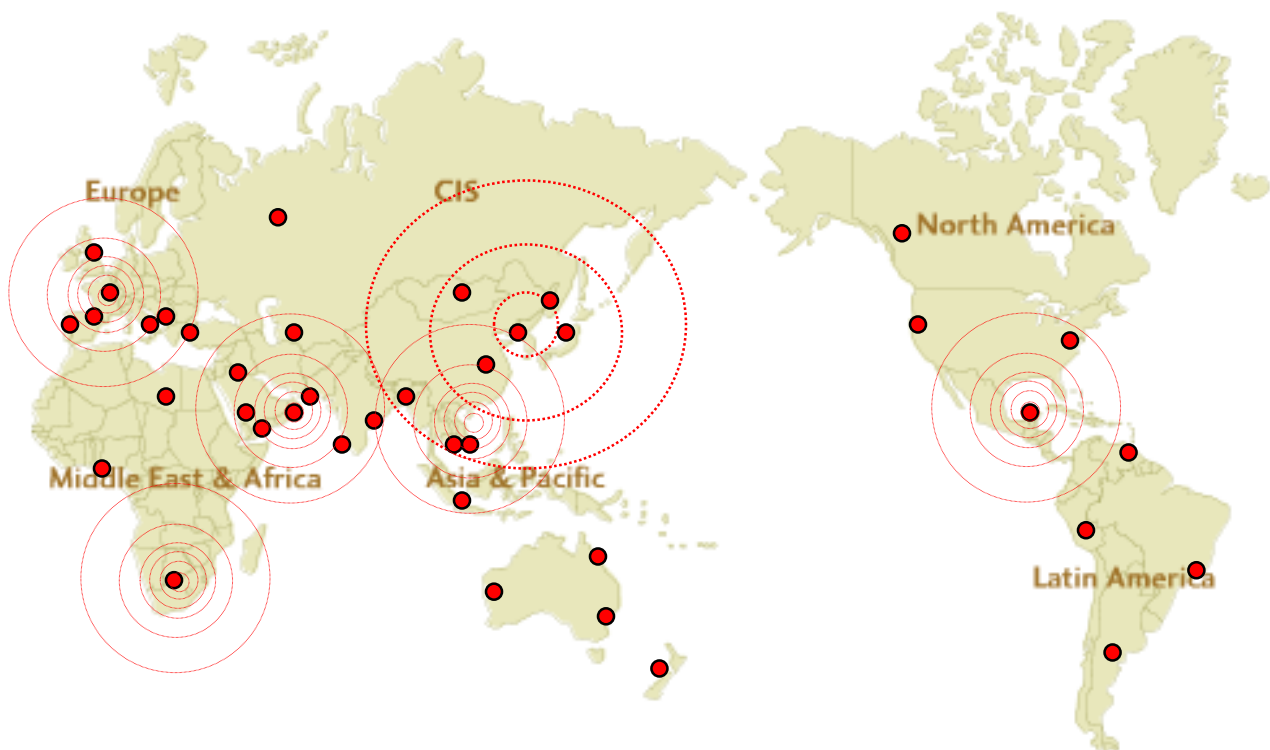 Europe
CIS
North America
Middle East & Africa
Asia & Pacific
Latin America